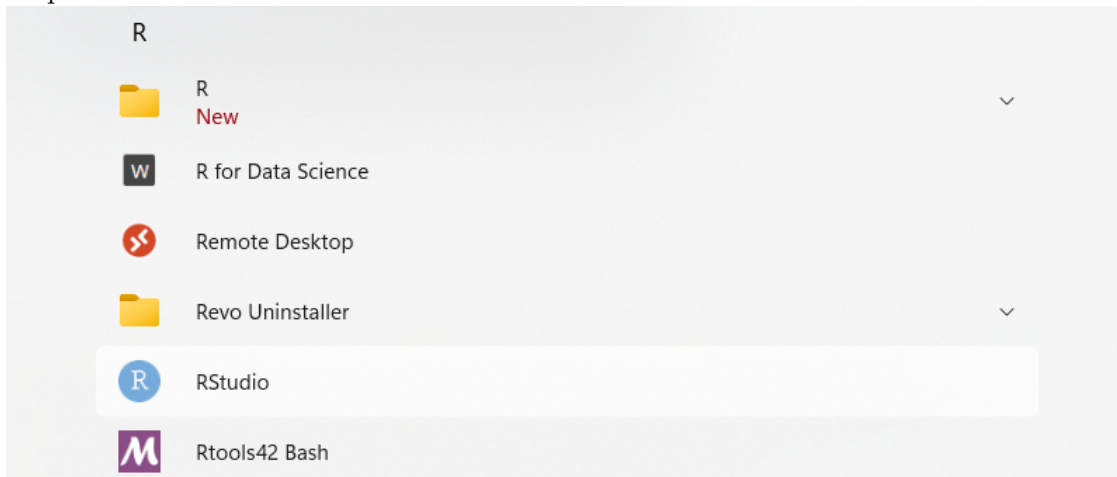 R
R
New
W
R for Data Science
Remote Desktop
Revo Uninstaller
R
RStudio
M
Rtools42 Bash